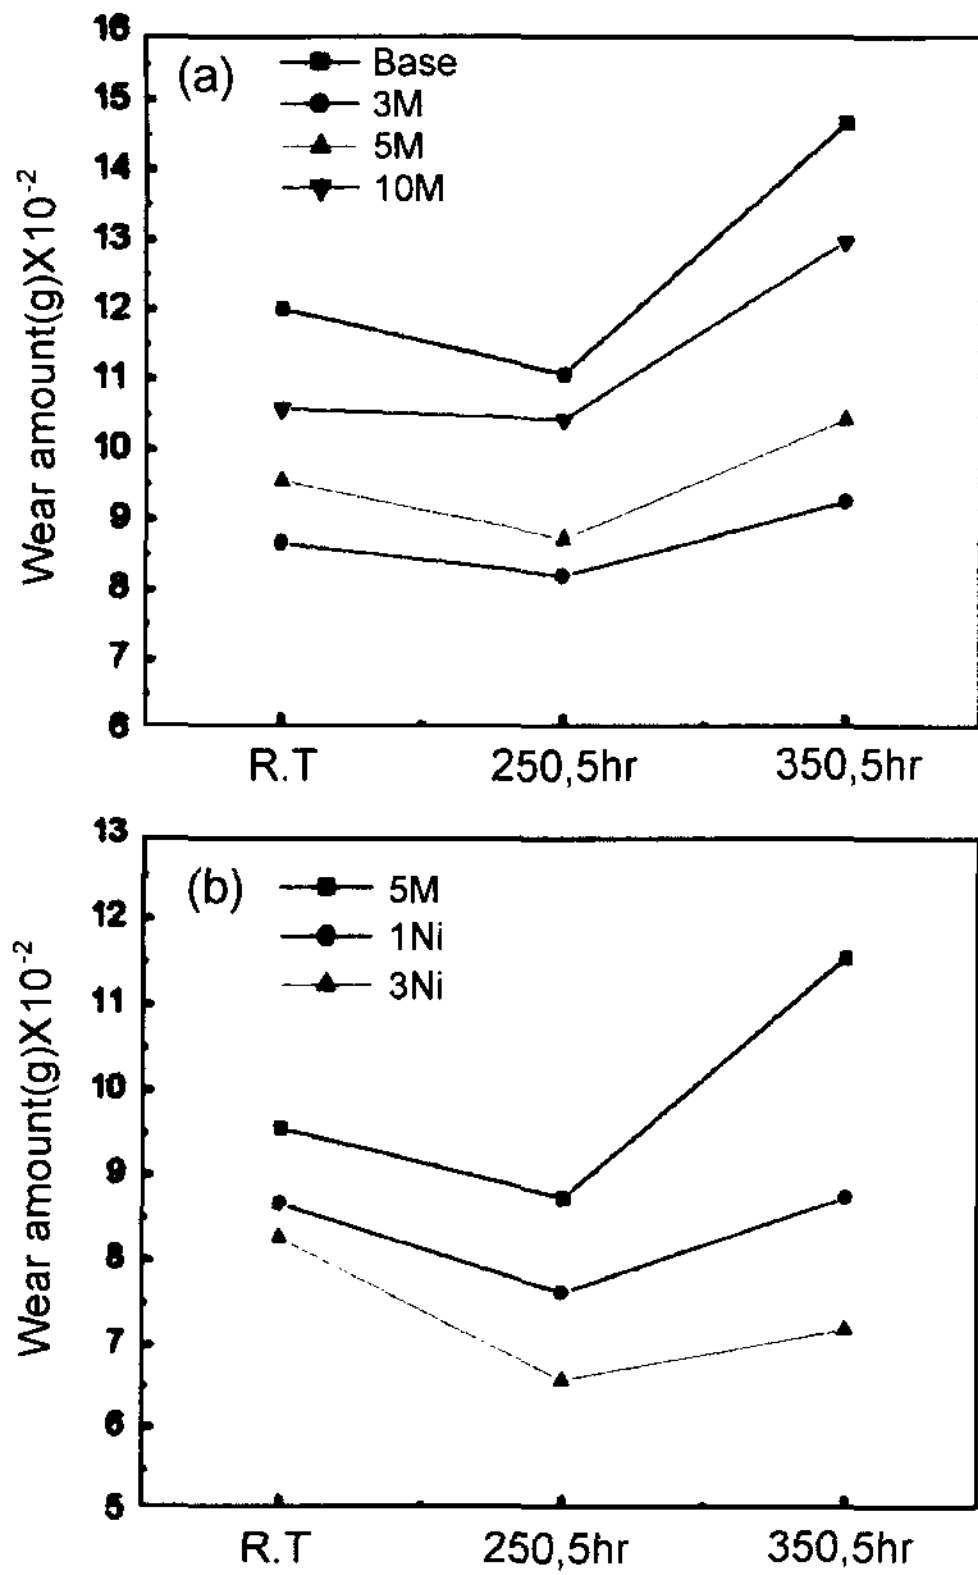 (a)
Base
3M
5M
10M
Wear amount(g)X10-2
16
15
14
13
12
11
10
9
8
7
6
R.T 250,5hr 350,5hr
(b)
5M
1Ni
3Ni
Wear amount(g)X10-2
13
12
11
10
9
8
7
6
5
R.T 250,5hr 350,5hr